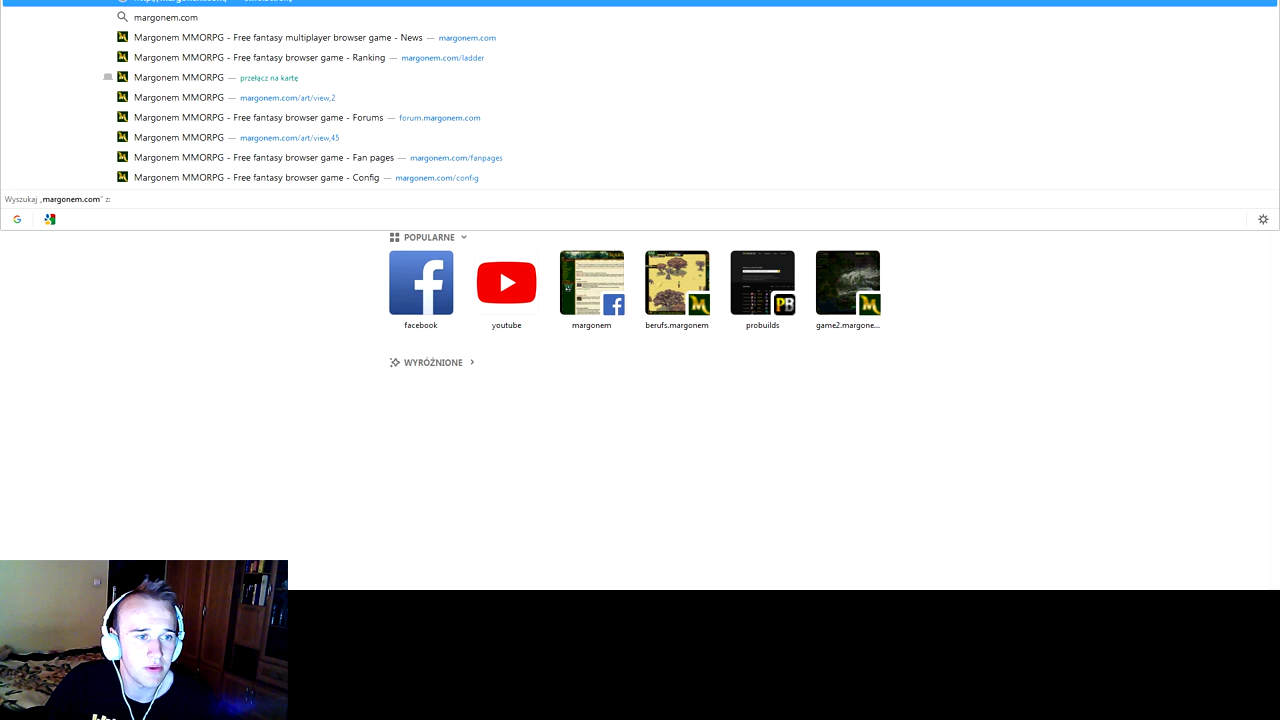 margonem.com
Margonem MMORPG - Free fantasy multiplayer browser game - News — margonem.com
Margonem MMORPG - Free fantasy browser game - Ranking — margonem.com/ladder
Margonem MMORPG — przełącz na kartę
Margonem MMORPG — margonem.com/art/view,2
Margonem MMORPG - Free fantasy browser game - Forums — forum.margonem.com
Margonem MMORPG — margonem.com/art/view,45
Margonem MMORPG - Free fantasy browser game - Fan pages — margonem.com/fanpages
Margonem MMORPG - Free fantasy browser game - Config — margonem.com/config
Wyszukaj „margonem.com” z:
POPULARNE
facebook youtube margonem berufs.margonem probuilds game2.margone...
WYRÓŻNIONE